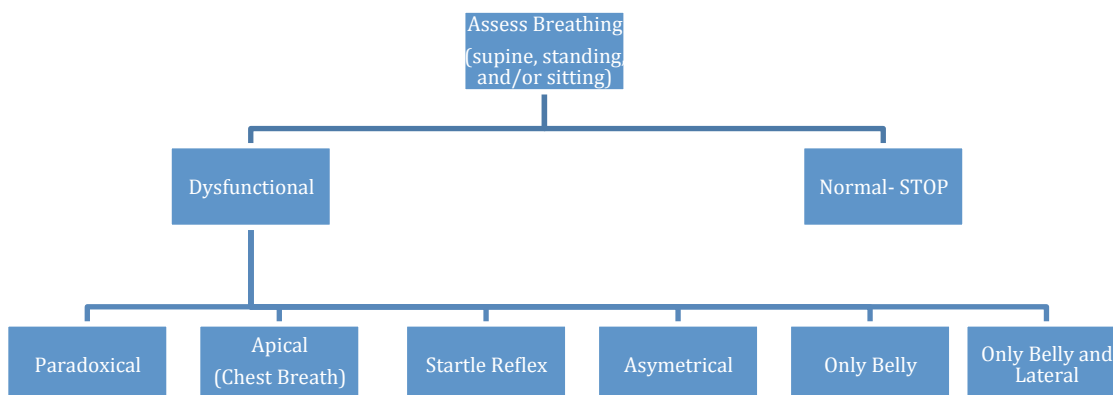 Assess Breathing
(supine, standing,
and/or sitting)
Dysfunctional
Normal- STOP
Paradoxical
Apical
(Chest Breath)
Startle Reflex
Asymetrical
Only Belly
Only Belly and
Lateral